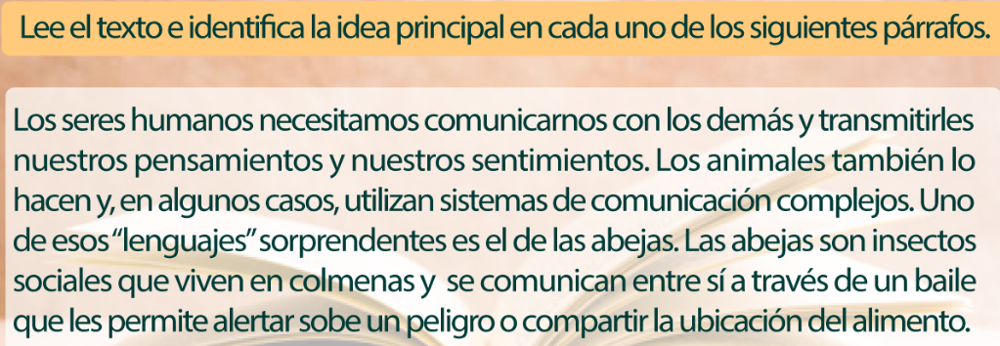 Lee el texto e identifica la idea principal en cada uno de los siguientes párrafos.
Los seres humanos necesitamos comunicarnos con los demás y transmitirles
nuestros pensamientos y nuestros sentimientos. Los animales también lo
hacen y, en algunos casos, utilizan sistemas de comunicación complejos. Uno
de esos “lenguajes” sorprendentes es el de las abejas. Las abejas son insectos
sociales que viven en colmenas y se comunican entre sí a través de un baile
que les permite alertar sobe un peligro o compartir la ubicación del alimento.